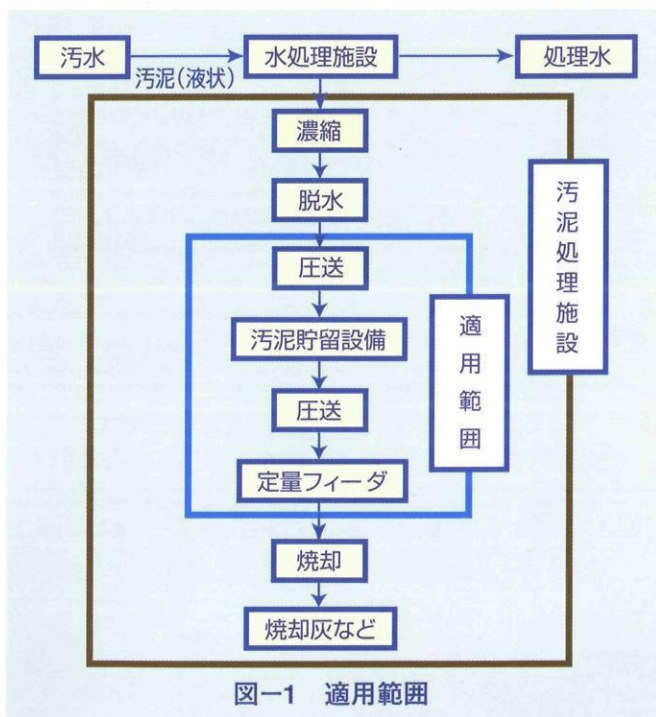 汚水
水処理施設
処理水
汚泥(液状)
濃縮
脱水
圧送
汚泥貯留設備
圧送
定量フィーダ
焼却
焼却灰など
適用範囲
汚泥処理施設
図ー1 適用範囲